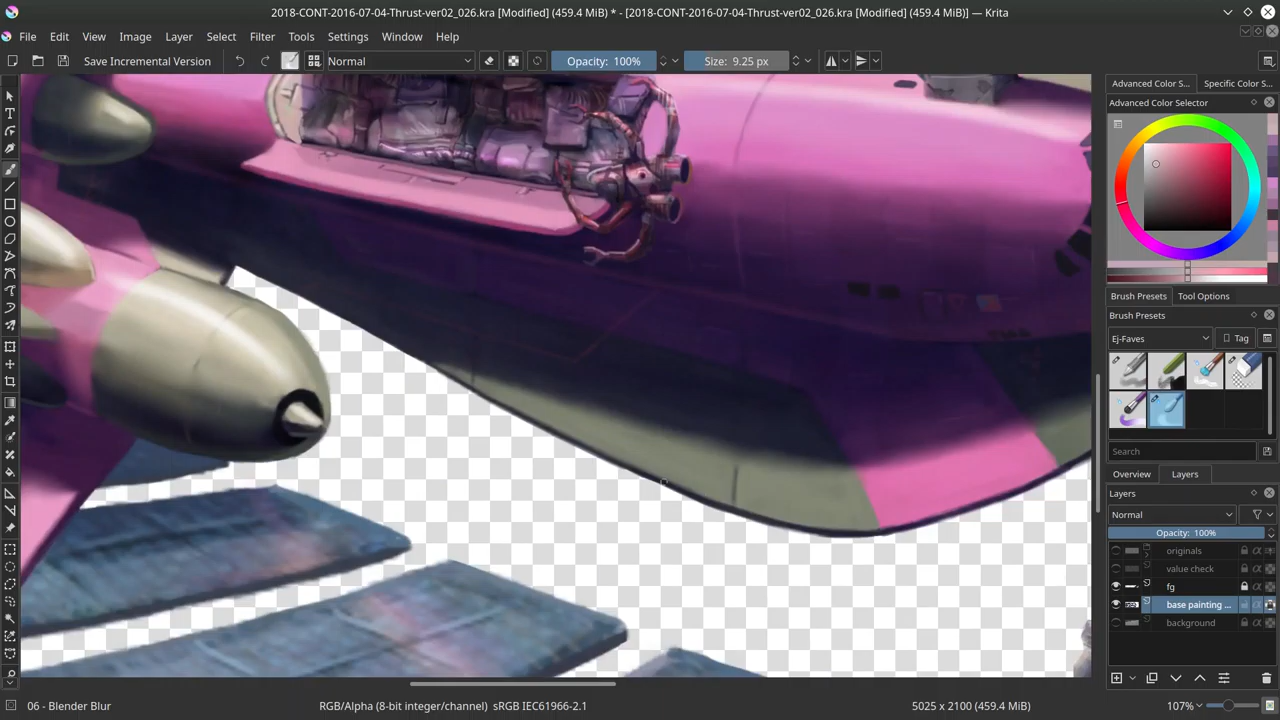 2018-CONT-2016-07-04-Thrust-ver02_026.kra [Modified] (459.4 MiB) * - [2018-CONT-2016-07-04-Thrust-ver02_026.kra [Modified] (459.4 MiB)] — Krita
File Edit View Image Layer Select Filter Tools Settings Window Help
Save Incremental Version Normal Opacity: 100% Size: 9.25 px
Advanced Color S... Specific Color S...
Advanced Color Selector
Brush Presets Tool Options
Brush Presets
Ej-Faves Tag
Search
Overview Layers
Layers
Normal
Opacity: 100%
originals
value check
fg
base painting ...
background
06 - Blender Blur RGB/Alpha (8-bit integer/channel) sRGB IEC61966-2.1 5025 x 2100 (459.4 MiB) 107%